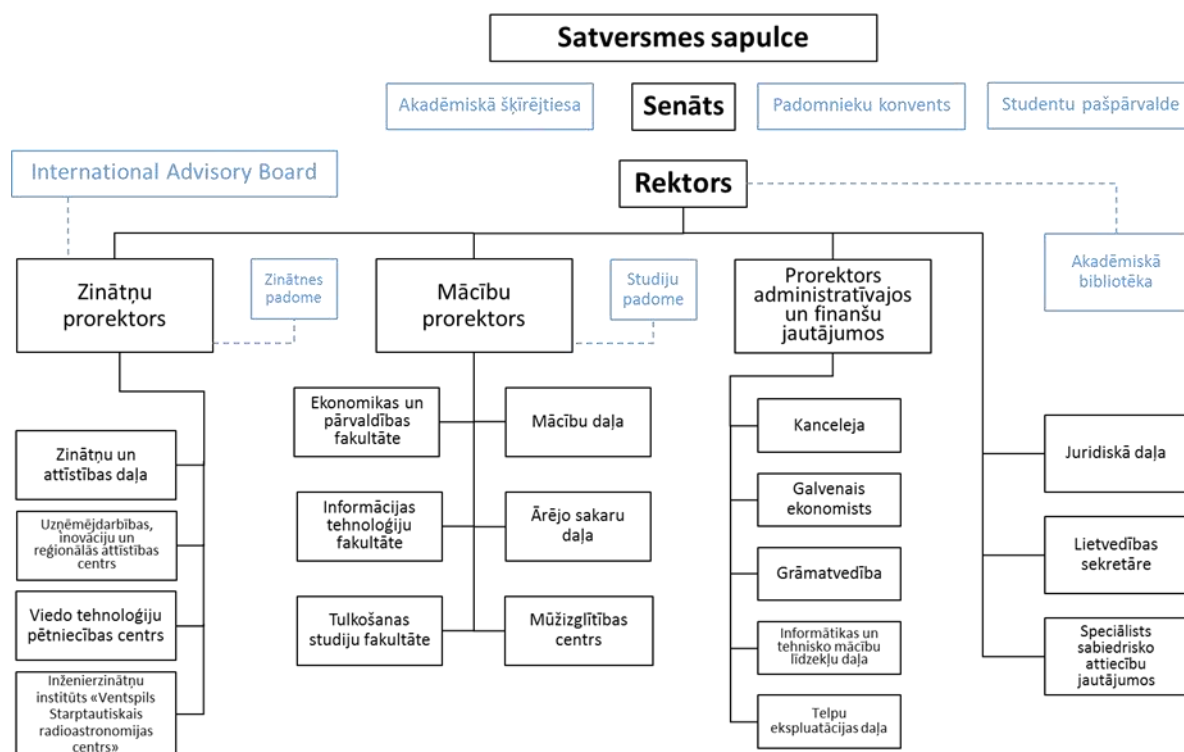 Satversmes sapulce
Akadēmiskā šķīrējtiesa
Senāts
Padomnieku konvents
Studentu pašpārvalde
International Advisory Board
Rektors
Zinātņu
prorektors
Zinātnes
padome
Mācību
prorektors
Studiju
padome
Prorektors
administratīvajos
un finanšu
jautājumos
Akadēmiskā
bibliotēka
Zinātņu un
attīstības daļa
Uzņēmējdarbības,
inovāciju un
reģionālās attīstības
centrs
Viedo tehnoloģiju
pētniecības centrs
Inženierzinātņu
institūts «Ventspils
Starptautiskais
radioastronomijas
centrs»
Ekonomikas un
pārvaldības
fakultāte
Informācijas
tehnoloģiju
fakultāte
Tulkošanas
studiju fakultāte
Mācību daļa
Ārējo sakaru
daļa
Mūžizglītības
centrs
Kanceleja
Galvenais
ekonomists
Grāmatvedība
Informātikas un
tehnisko mācību
līdzekļu daļa
Telpu
ekspluatācijas daļa
Juridiskā daļa
Lietvedības
sekretāre
Speciālists
sabiedrisko
attiecību
jautājumos